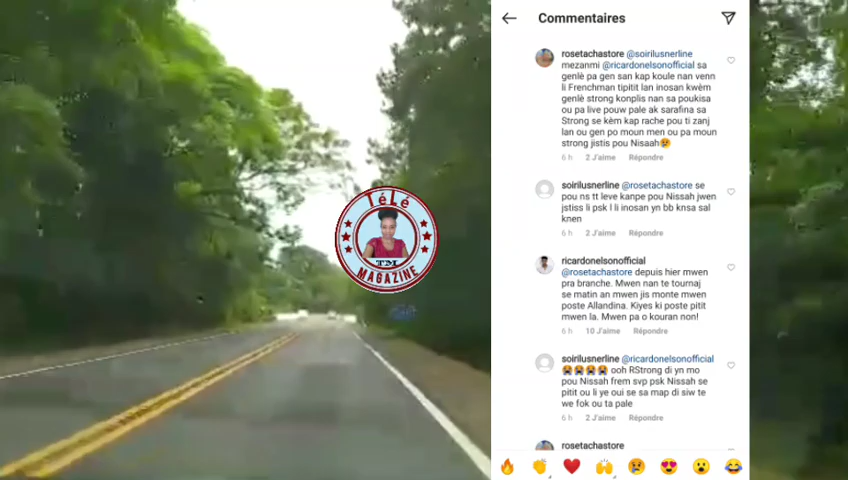 TéLé
TM
MAGAZINE
Commentaires
rosetachastore @soirilusnerline
mezanmi @ricardonelsonofficial sa
genlè pa gen san kap koule nan venn
li Frenchman tipitit lan inosan kwèm
genlè strong konplis nan sa poukisa
ou pa live pouw pale ak sarafina sa
Strong se kèm kap rache pou ti zanj
lan ou gen po moun men ou pa moun
strong jistis pou Nisaah😢
6 h 2 J'aime Répondre
soirilusnerline @rosetachastore se
pou ns tt leve kanpe pou Nissah jwen
jstiss li psk l li inosan yn bb knsa sal
knen
6 h 2 J'aime Répondre
ricardonelsonofficial
@rosetachastore depuis hier mwen
pra branche. Mwen nan te tournaj
se matin an mwen jis monte mwen
poste Allandina. Kiyes ki poste pitit
mwen la. Mwen pa o kouran non!
6 h 10 J'aime Répondre
soirilusnerline @ricardonelsonofficial
😭😭😭😭 ooh RStrong di yn mo
pou Nissah frem svp psk Nissah se
pitit ou li ye oui se sa map di siw te
we fok ou ta pale
6 h 2 J'aime Répondre
rosetachastore